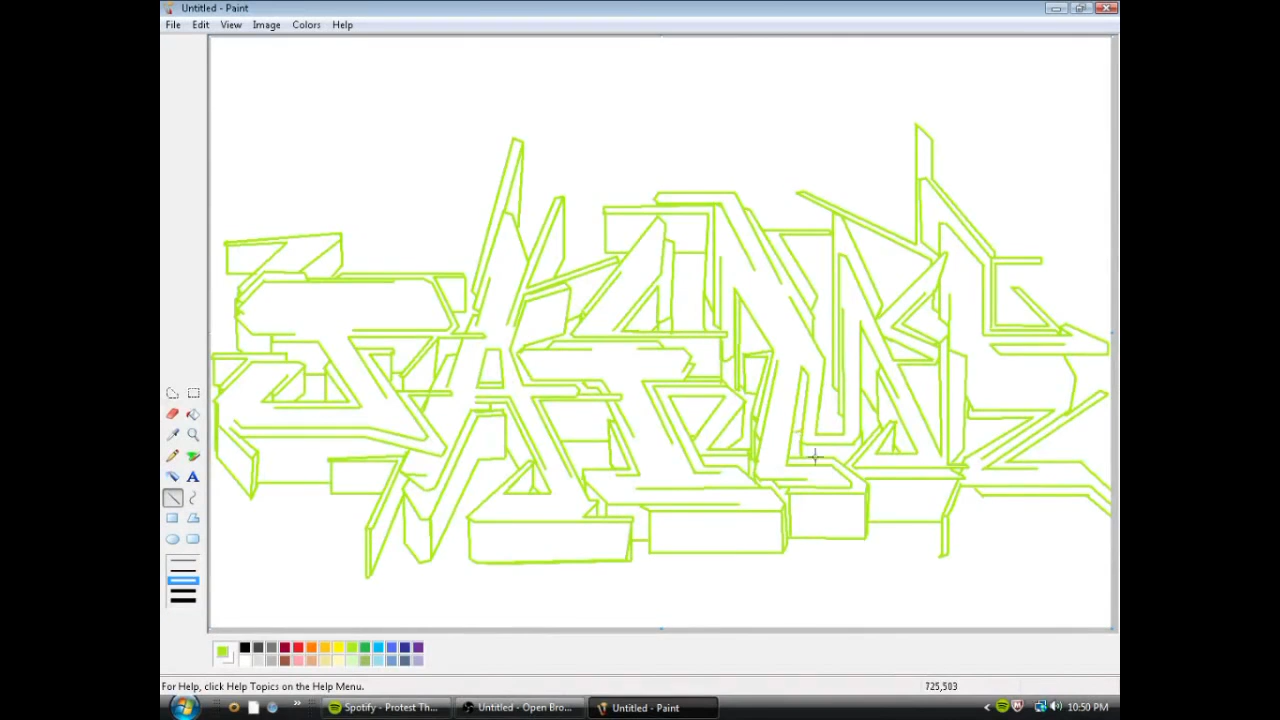 Untitled - Paint
File Edit View Image Colors Help
For Help, click Help Topics on the Help Menu.
725,503
Spotify - Protest Th...
Untitled - Open Bro...
Untitled - Paint
10:50 PM